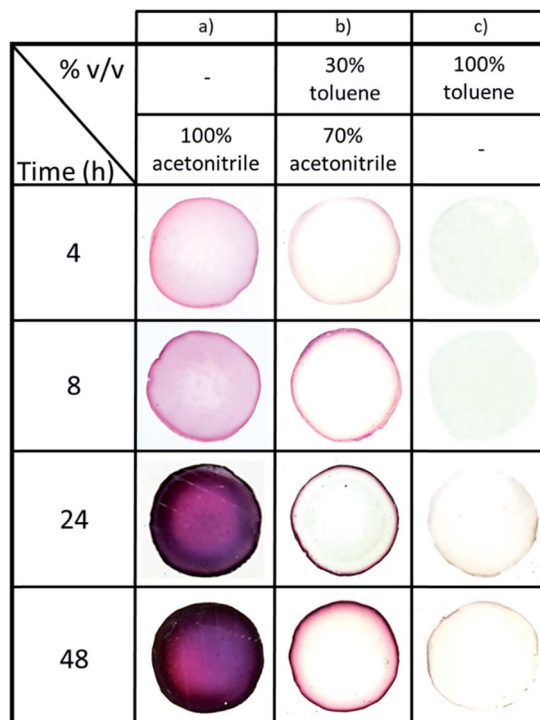 a)
b)
c)
% v/v
Time (h)
-
30%
toluene
100%
toluene
100%
acetonitrile
70%
acetonitrile
-
4
8
24
48